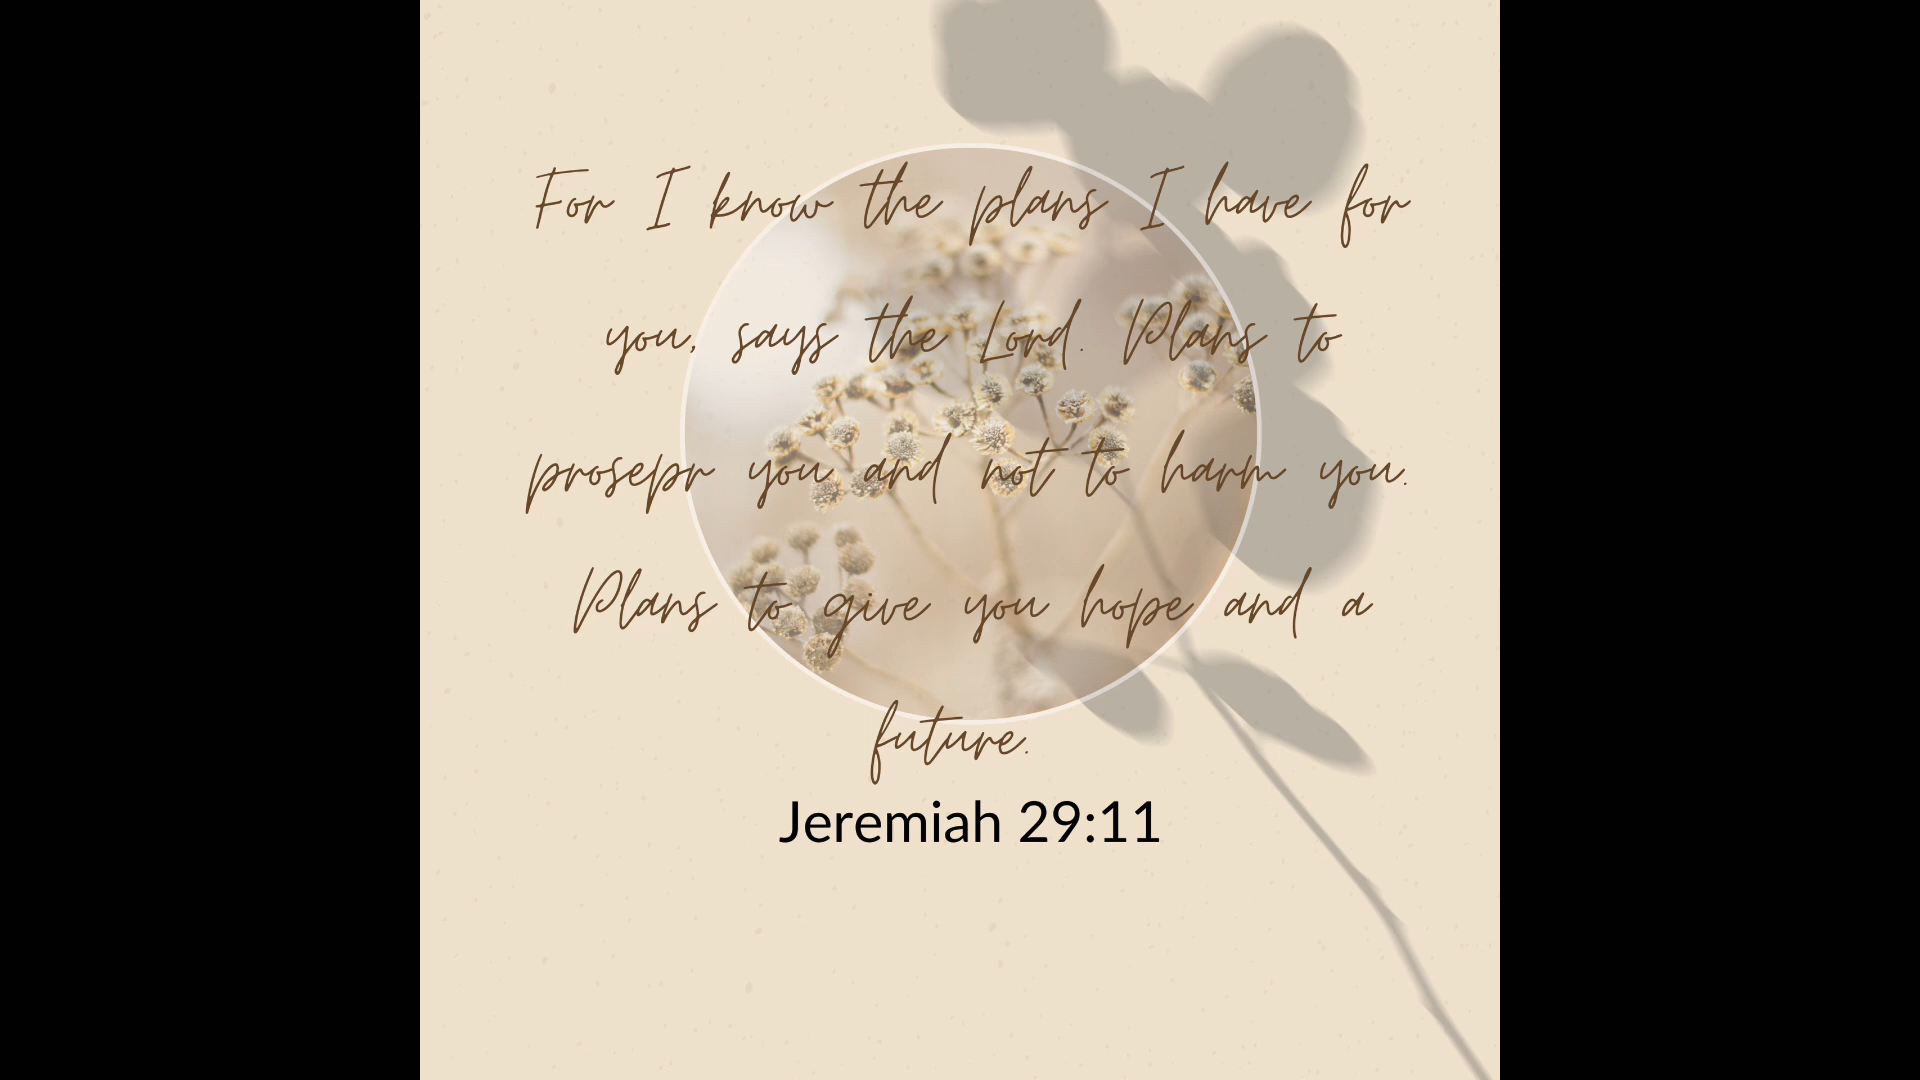 For I know the plans I have for
you, says the Lord. Plans to
prosepr you and not to harm you.
Plans to give you hope and a
future.
Jeremiah 29:11